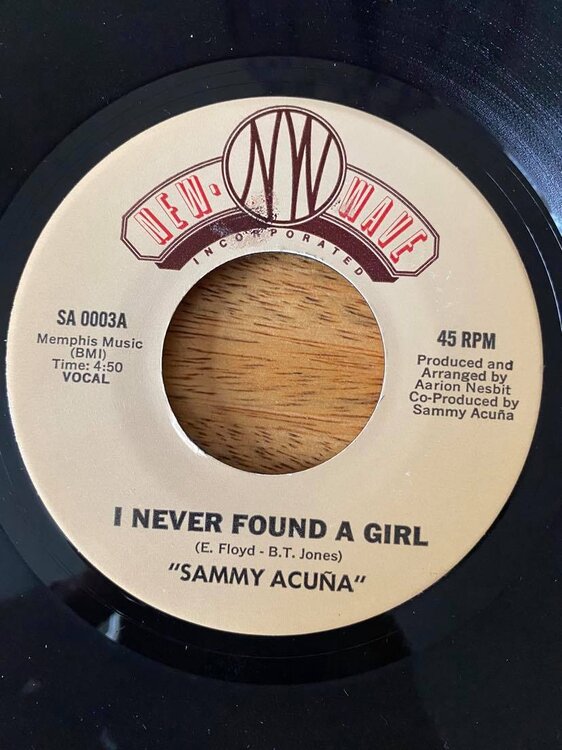 NW
NEW· WAVE
INCORPORATED
SA 0003A
Memphis Music
(BMI)
Time: 4:50
VOCAL
45 RPM
Produced and
Arranged by
Aarion Nesbit
Co-Produced by
Sammy Acuña
I NEVER FOUND A GIRL
(E. Floyd - B.T. Jones)
"SAMMY ACUÑA"